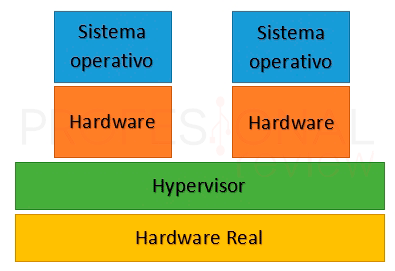 Sistema
operativo
Sistema
operativo
Hardware
Hardware
Hypervisor
Hardware Real